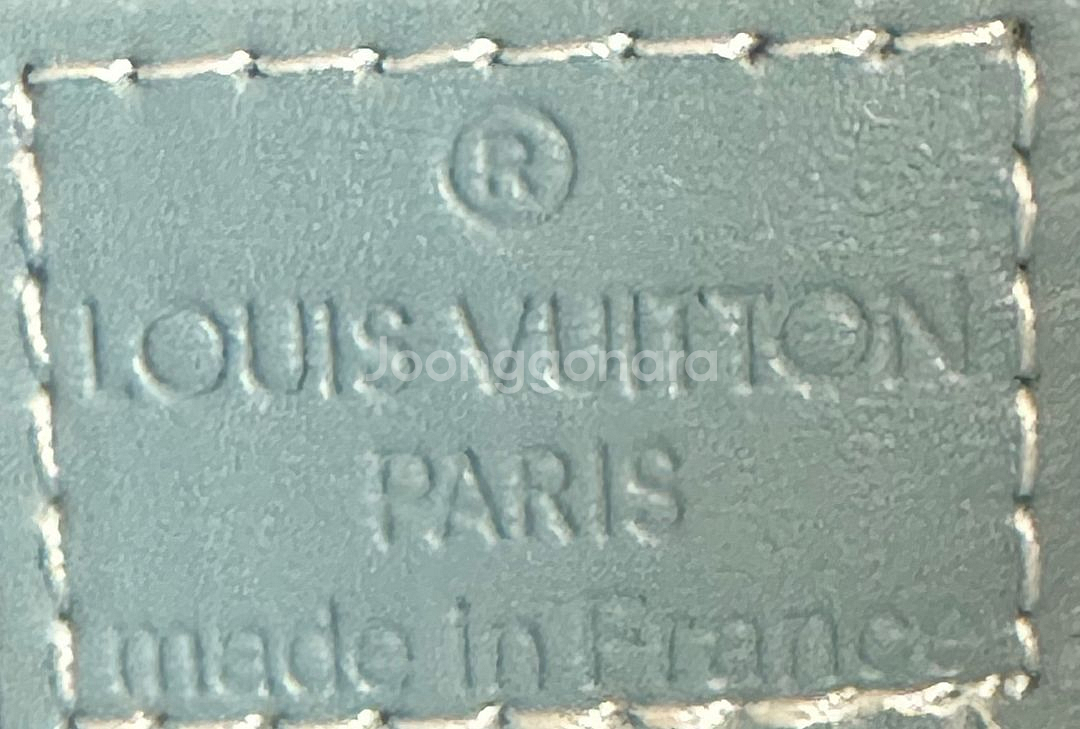 ®
LOUIS VUITTON
Joonggonara
PARIS
made in France